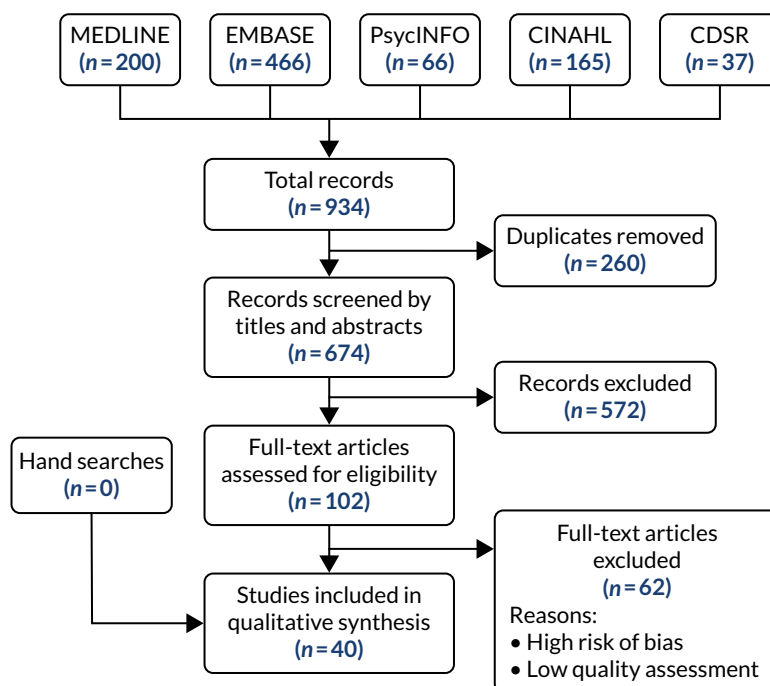 MEDLINE
(n=200)
EMBASE
(n=466)
PsycINFO
(n=66)
CINAHL
(n=165)
CDSR
(n=37)
Total records
(n=934)
Duplicates removed
(n=260)
Records screened by
titles and abstracts
(n=674)
Records excluded
(n=572)
Full-text articles
assessed for eligibility
(n=102)
Hand searches
(n=0)
Full-text articles
excluded
(n=62)
Reasons:
• High risk of bias
• Low quality assessment
Studies included in
qualitative synthesis
(n=40)